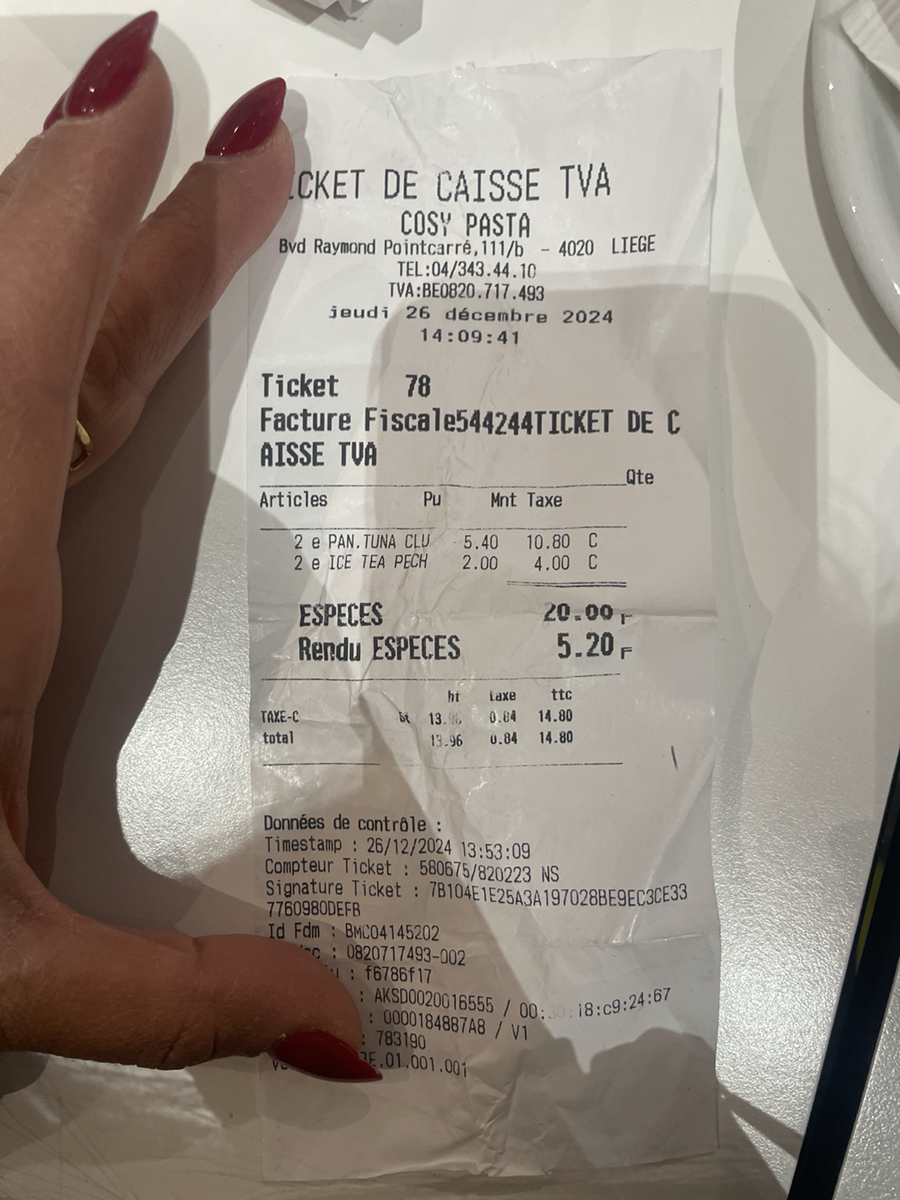 CKET DE CAISSE TVA
COSY PASTA
Bvd Raymond Pointcarré,111/b - 4020 LIEGE
TEL:04/343.44.10
TVA:BE0820.717.493
jeudi 26 décembre 2024
14:09:41
Ticket 78
Facture Fiscale544244TICKET DE C
AISSE TVA
Qte
Articles Pu Mnt Taxe
2 e PAN.TUNA CLU 5.40 10.80 C
2 e ICE TEA PECH 2.00 4.00 C
ESPECES 20.00 F
Rendu ESPECES 5.20 F
ht taxe ttc
TAXE-C 0.84 14.80
total 13.96 0.84 14.80
Données de contrôle :
Timestamp : 26/12/2024 13:53:09
Compteur Ticket : 580675/820223 NS
Signature Ticket : 7B104E1E25A3A197028BE9EC3CE33
7760980DEFB
Id Fdm : BMC04145202
: 0820717493-002
: f6786f17
: AKSD0020016555 /
: 0000184887A8 / V1
: 783190
.01.001.001